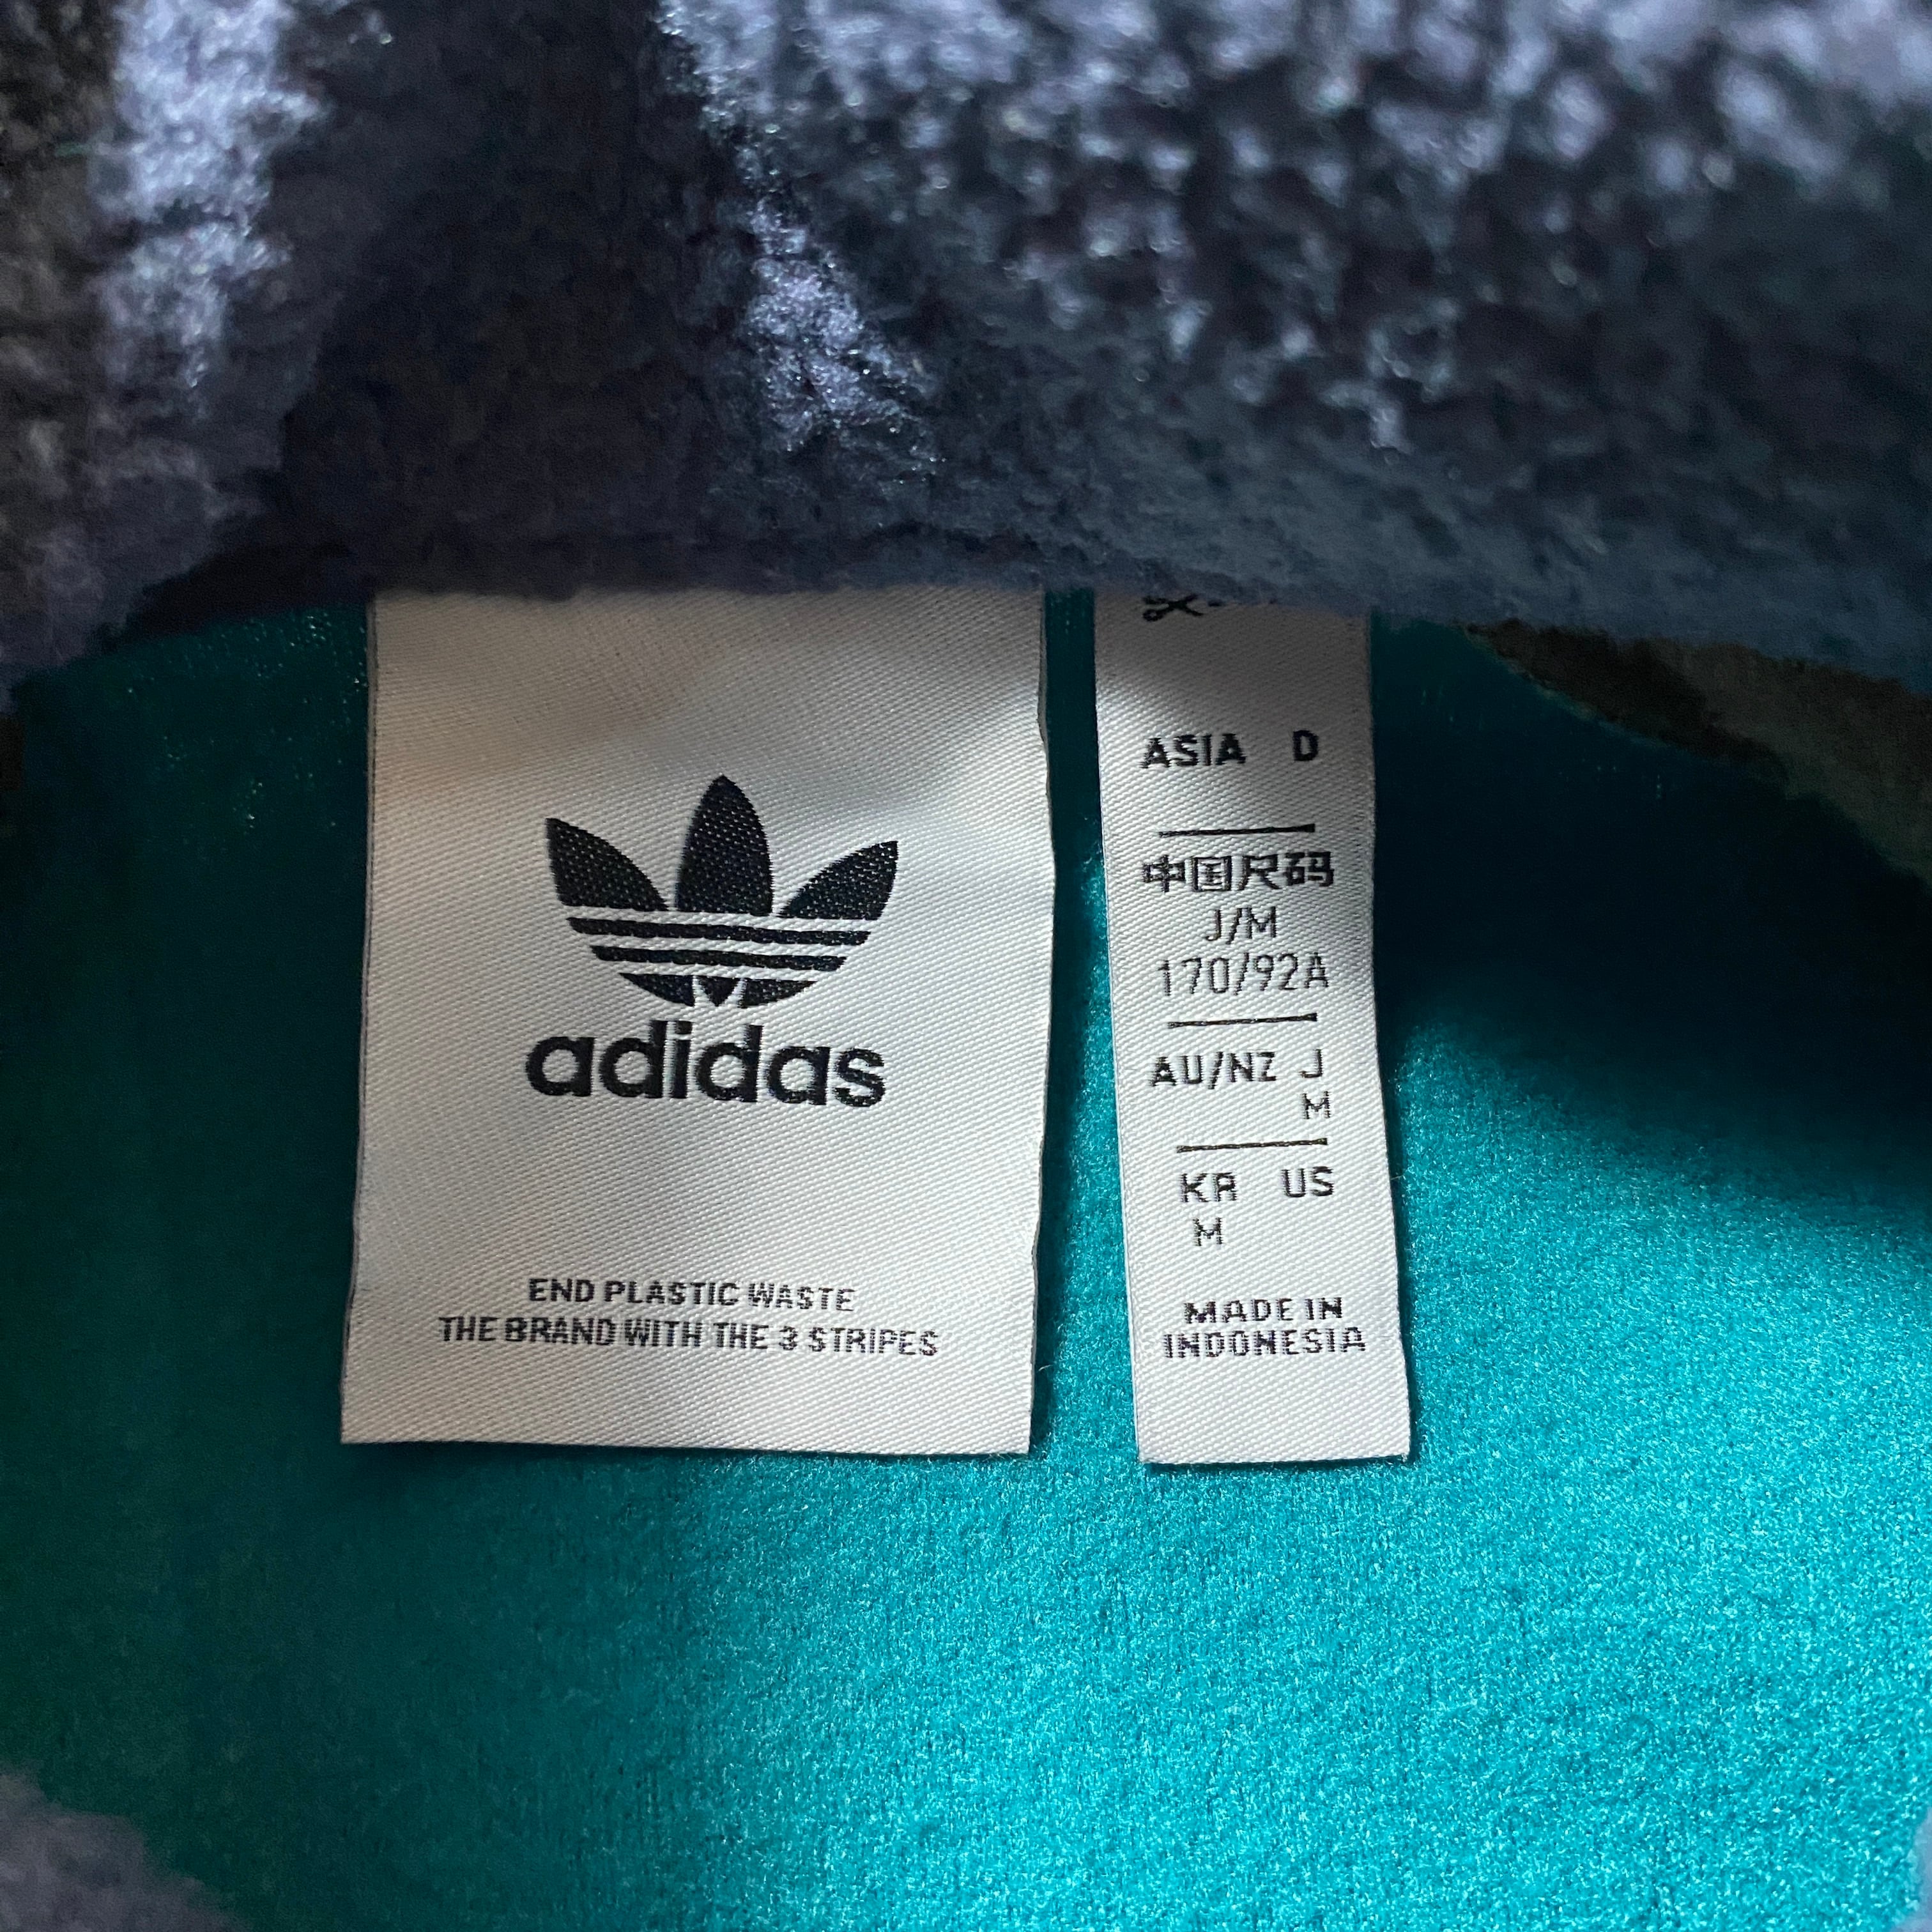 adidas
END PLASTIC WASTE
THE BRAND WITH THE 3 STRIPES
ASIA D
中国尺码
J/M
170/92A
AU/NZ J
M
KR US
M
MADE IN
INDONESIA